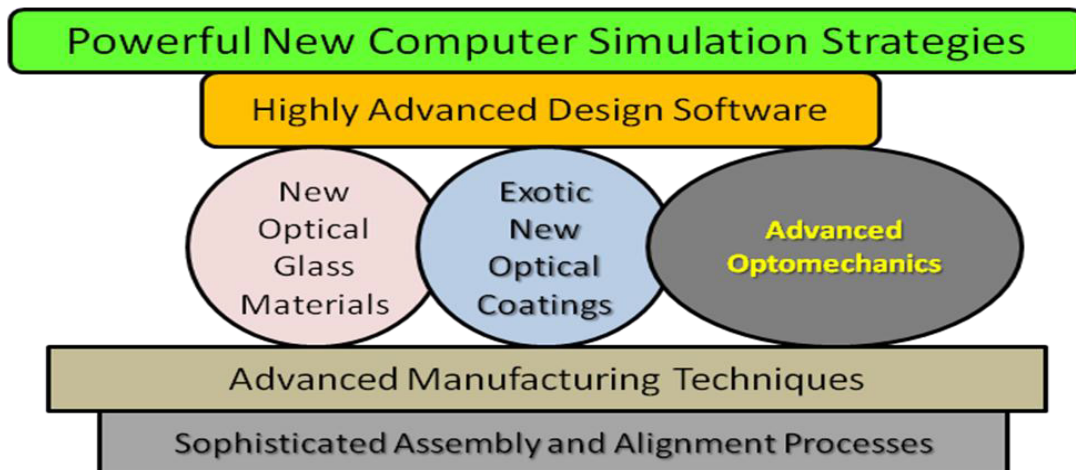 Powerful New Computer Simulation Strategies
Highly Advanced Design Software
New
Optical
Glass
Materials
Exotic
New
Optical
Coatings
Advanced
Optomechanics
Advanced Manufacturing Techniques
Sophisticated Assembly and Alignment Processes